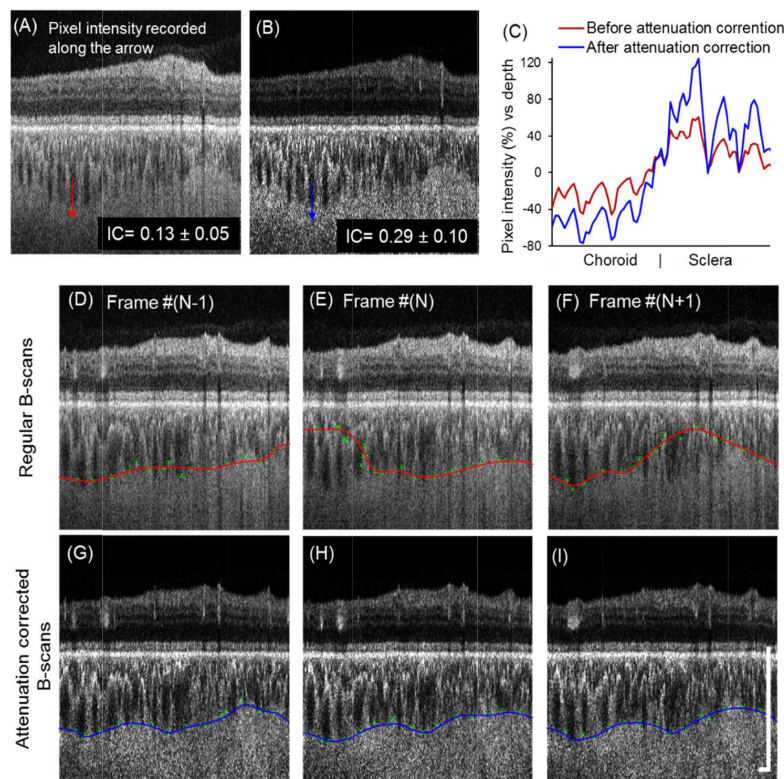 (A) Pixel intensity recorded
along the arrow
IC= 0.13 ± 0.05
(B)
IC= 0.29 ± 0.10
(C)
Before attenuation corrention
After attenuation correction
Pixel intensity (%) vs depth
120
80
40
0
-40
-80
Choroid | Sclera
Regular B-scans
(D) Frame #(N-1)
(E) Frame #(N)
(F) Frame #(N+1)
Attenuation corrected
B-scans
(G)
(H)
(I)